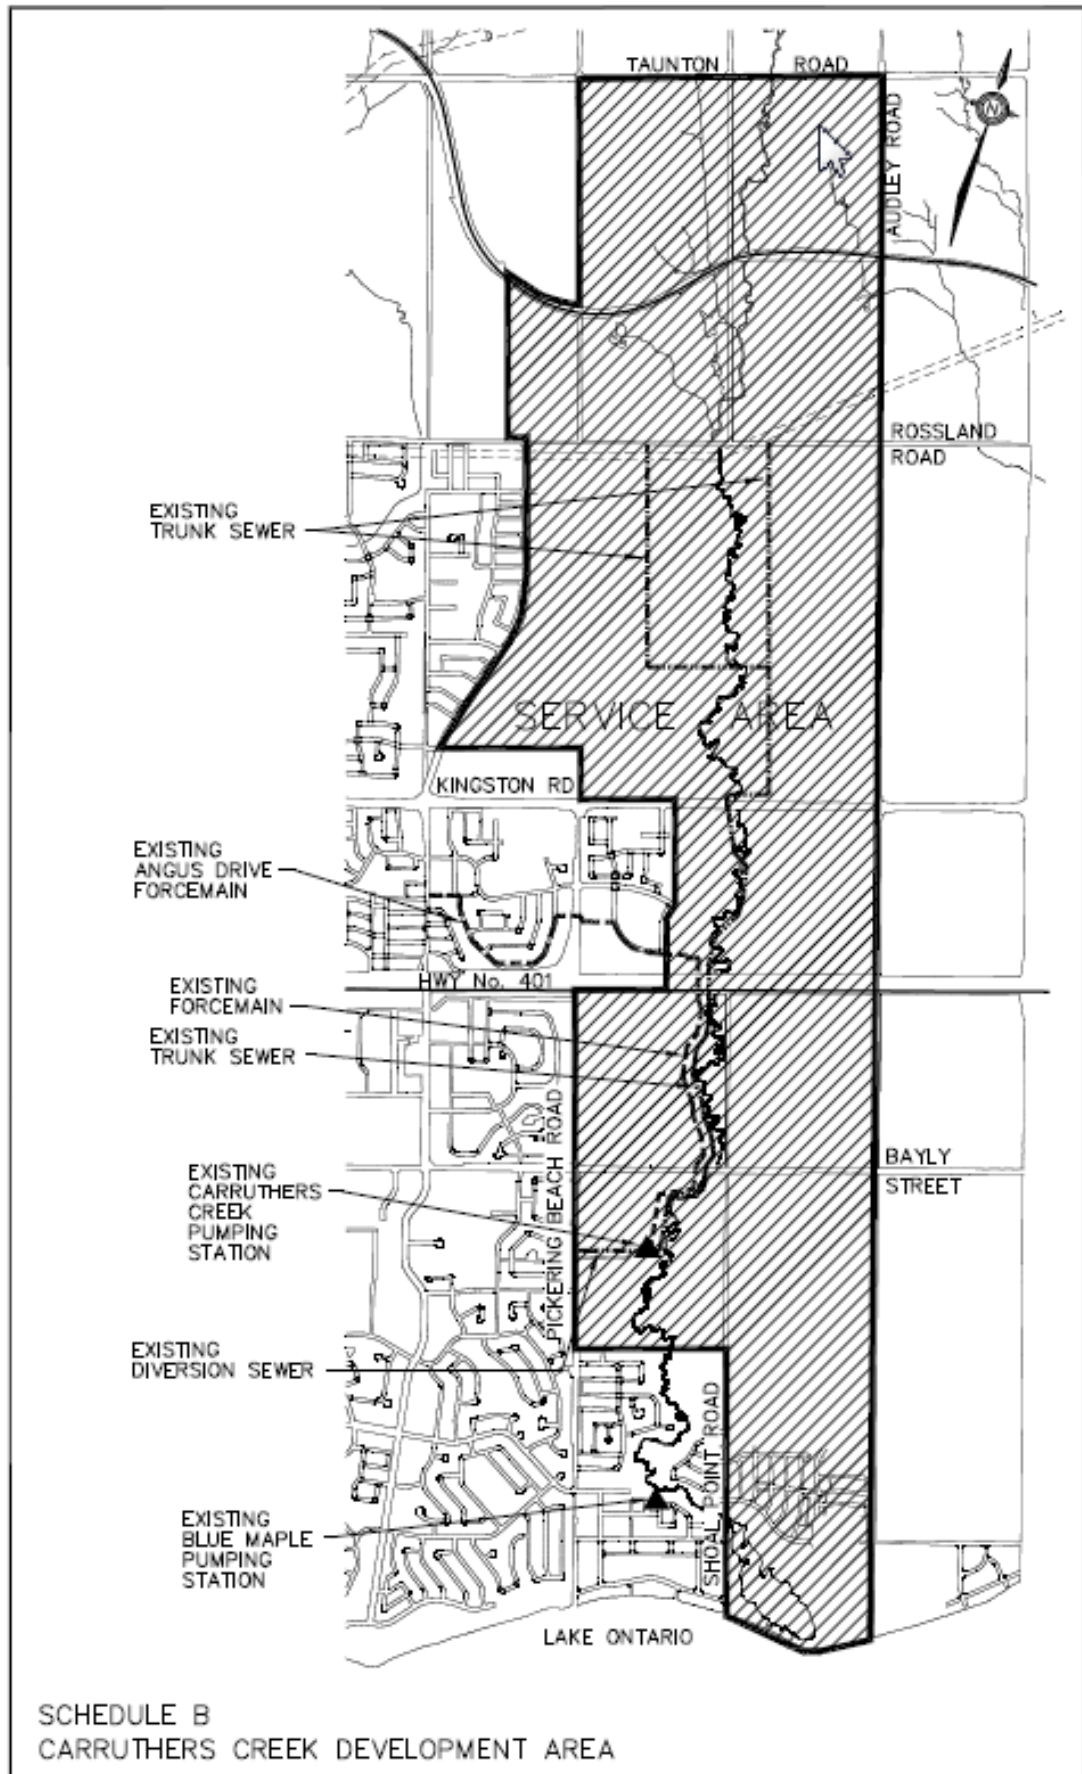 TAUNTON ROAD
N
AUDLEY ROAD
ROSSLAND
ROAD
EXISTING
TRUNK SEWER
SERVICE AREA
KINGSTON RD
EXISTING
ANGUS DRIVE
FORCEMAIN
HWY No. 401
EXISTING
FORCEMAIN
EXISTING
TRUNK SEWER
PICKERING BEACH ROAD
BAYLY
STREET
EXISTING
CARRUTHERS
CREEK
PUMPING
STATION
EXISTING
DIVERSION SEWER
SHOAL POINT ROAD
EXISTING
BLUE MAPLE
PUMPING
STATION
LAKE ONTARIO
SCHEDULE B
CARRUTHERS CREEK DEVELOPMENT AREA